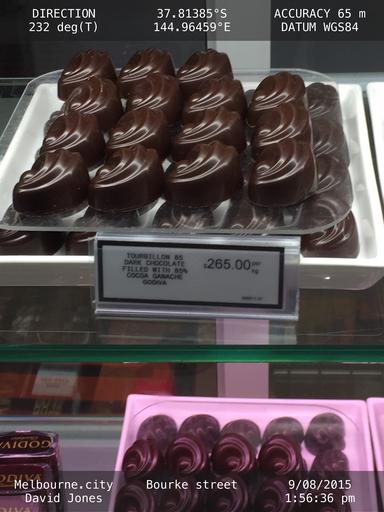 DIRECTION
232 deg(T)
37.81385°S
144.96459°E
ACCURACY 65 m
DATUM WGS84
TOURBILLON 85
DARK CHOCOLATE
FILLED WITH 85%
COCOA GANACHE
GODIVA
$265.00 per kg
GODIVA
Melbourne.city
David Jones
Bourke street
9/08/2015
1:56:36 pm